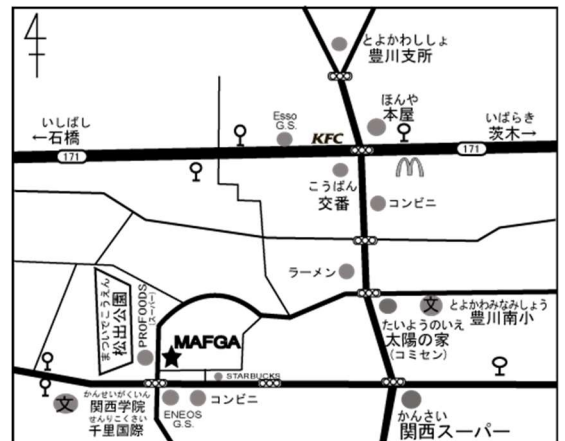 とよかわししょ
豊川支所
ほんや
本屋
Esso
G.S.
KFC
いしばし
←石橋
いばらき
茨木→
171
171
こうばん
交番
コンビニ
ラーメン
文
とよかわみなみしょう
豊川南小
たいようのいえ
太陽の家
(コミセン)
まついでこうえん
松出公園
PROFOODS
(スーパー)
MAFGA
STARBUCKS
文
かんせいがくいん
関西学院
せんりこくさい
千里国際
ENEOS
G.S.
コンビニ
かんさい
関西スーパー